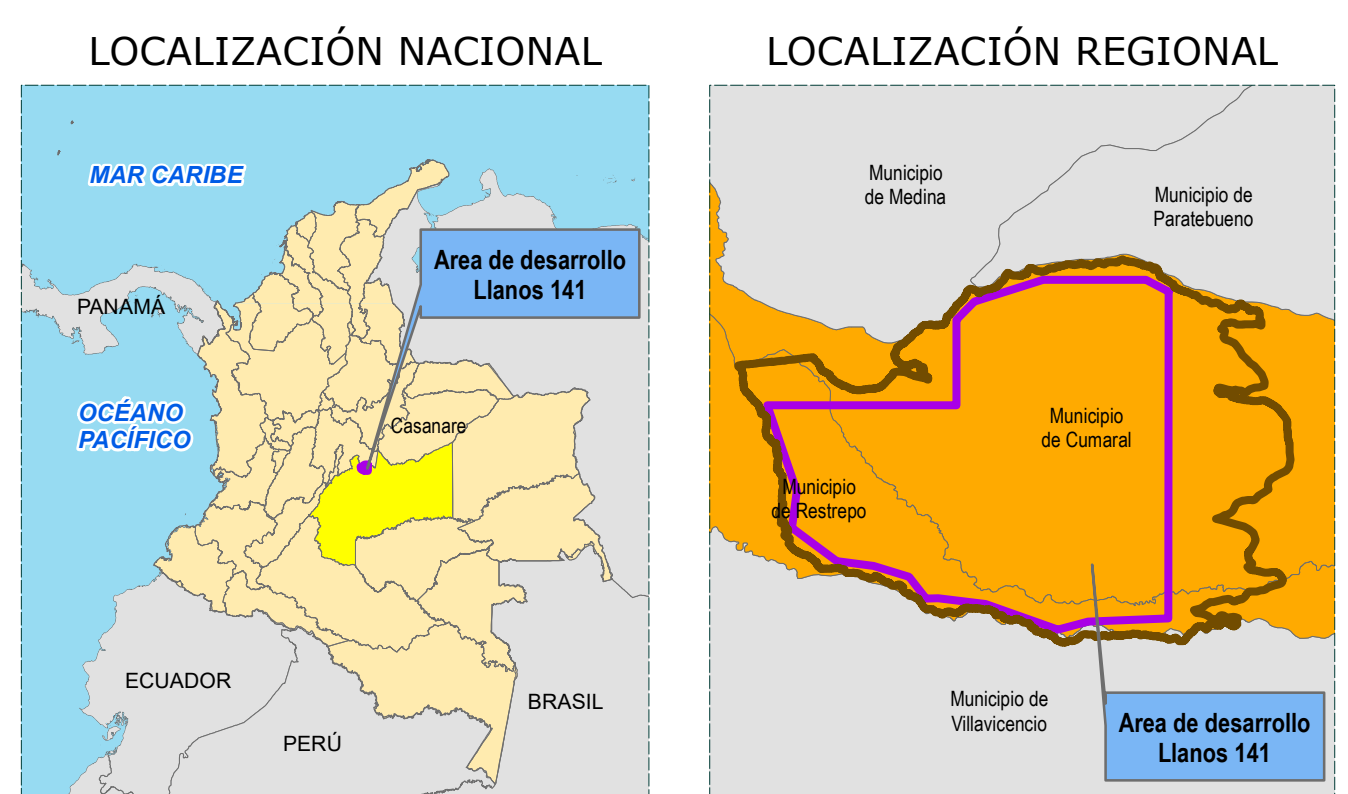 LOCALIZACIÓN NACIONAL
MAR CARIBE
Area de desarrollo
Llanos 141
PANAMÁ
OCÉANO
PACÍFICO
Casanare
ECUADOR
BRASIL
PERÚ
LOCALIZACIÓN REGIONAL
Municipio
de Medina
Municipio de
Paratebueno
Municipio
de Cumaral
Municipio
de Restrepo
Municipio de
Villavicencio
Area de desarrollo
Llanos 141